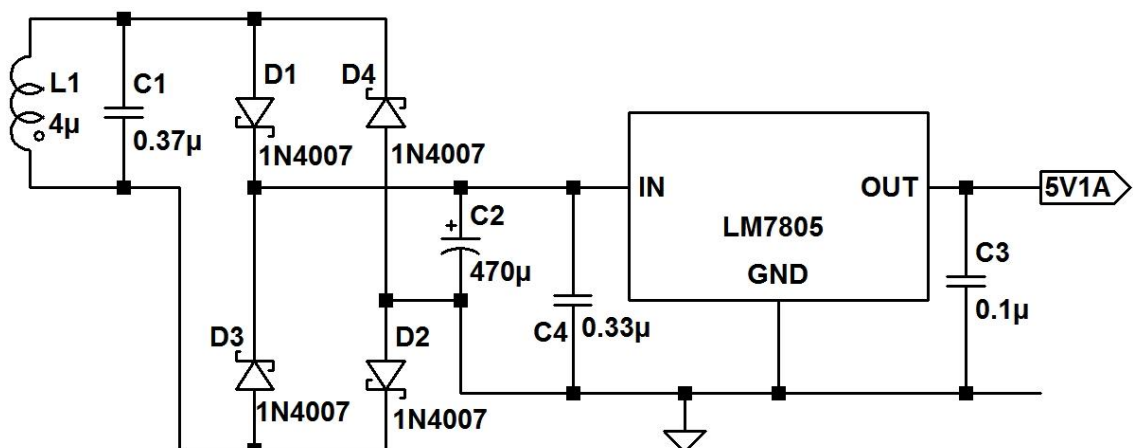 L1
4µ
C1
0.37µ
D1
1N4007
D4
1N4007
C2
+
470µ
C4
0.33µ
IN
OUT
LM7805
GND
5V1A
C3
0.1µ
D3
1N4007
D2
1N4007